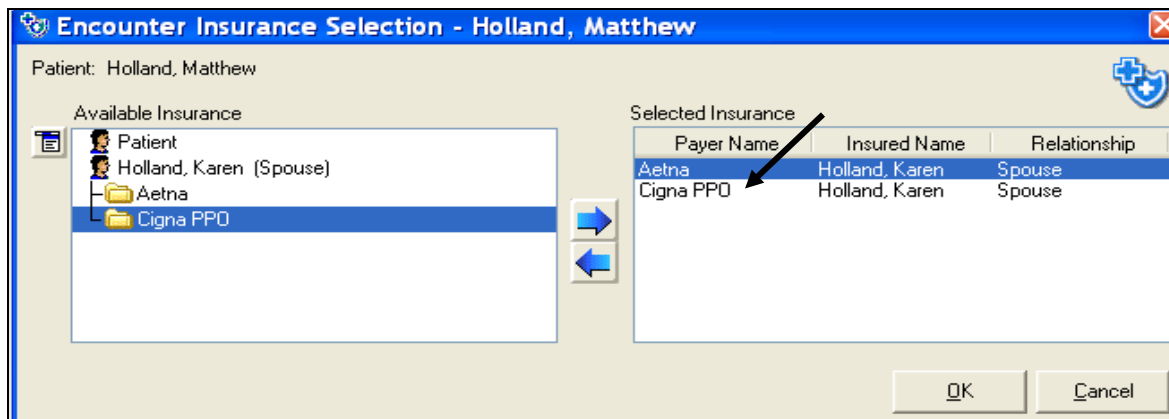 Encounter Insurance Selection - Holland, Matthew
Patient: Holland, Matthew
Available Insurance
Patient
Holland, Karen (Spouse)
Aetna
Cigna PPO
Selected Insurance
Payer Name Insured Name Relationship
Aetna Holland, Karen Spouse
Cigna PPO Holland, Karen Spouse
OK Cancel